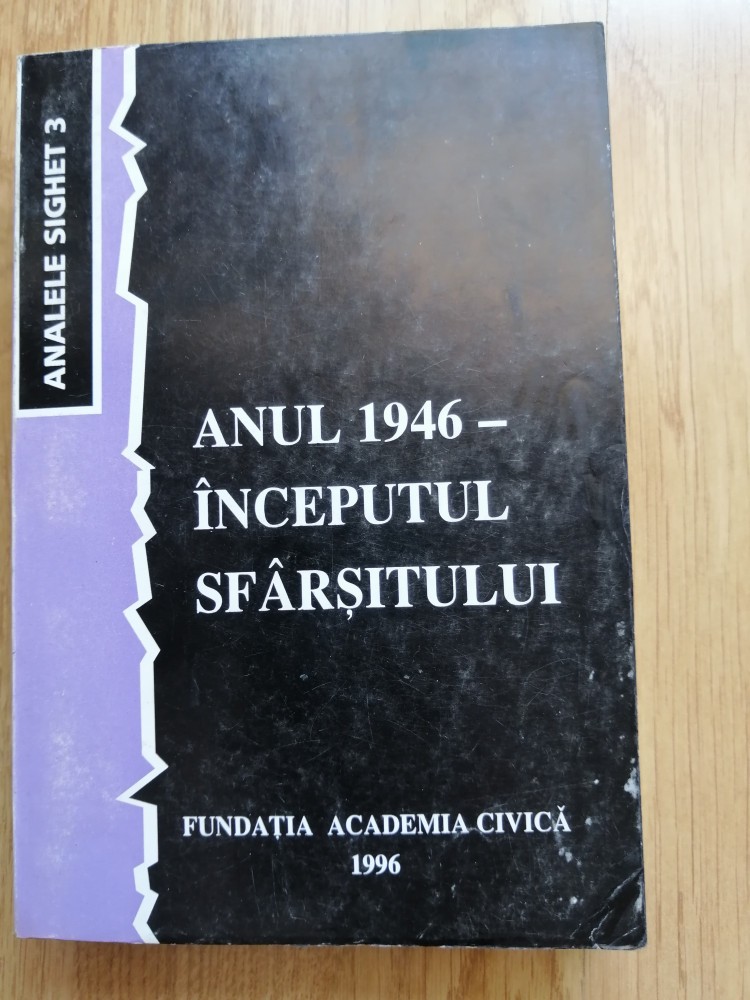 ANALELE SIGHET 3
ANUL 1946 –
ÎNCEPUTUL
SFÂRȘITULUI
FUNDAȚIA ACADEMIA CIVICĂ
1996